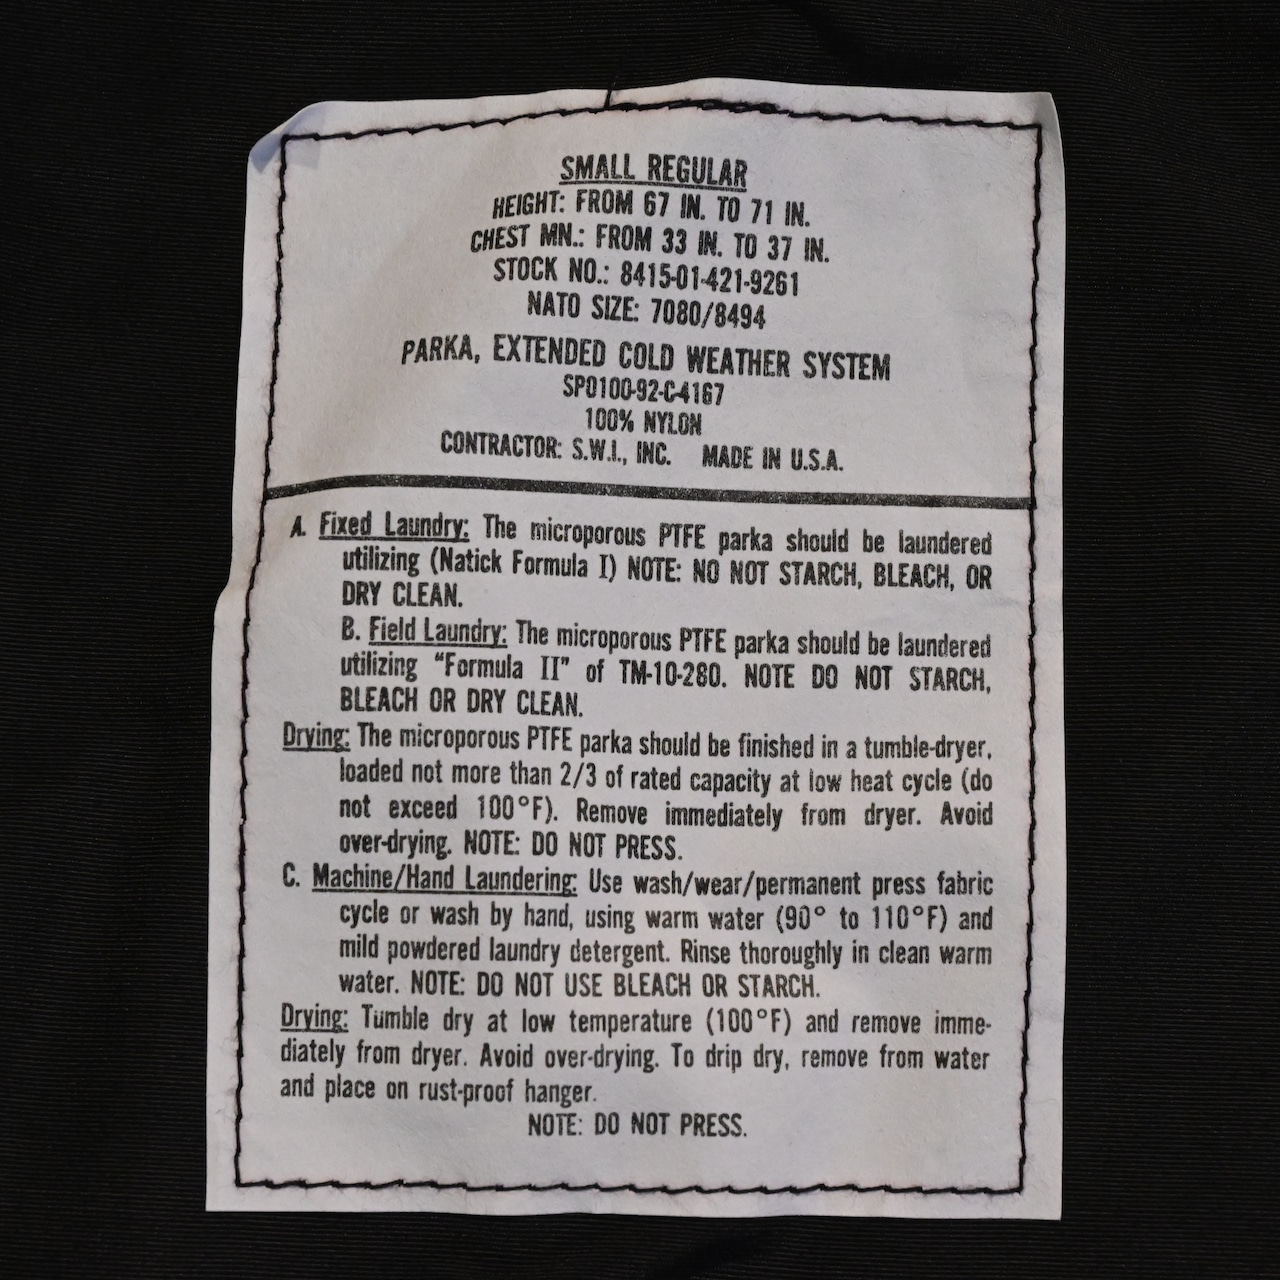 SMALL REGULAR
HEIGHT: FROM 67 IN. TO 71 IN.
CHEST MN.: FROM 33 IN. TO 37 IN.
STOCK NO.: 8415-01-421-9261
NATO SIZE: 7080/8494
PARKA, EXTENDED COLD WEATHER SYSTEM
SP0100-92-C-4167
100% NYLON
CONTRACTOR: S.W.I., INC. MADE IN U.S.A.
A. Fixed Laundry: The microporous PTFE parka should be laundered
utilizing (Natick Formula I) NOTE: NO NOT STARCH, BLEACH, OR
DRY CLEAN.
B. Field Laundry: The microporous PTFE parka should be laundered
utilizing "Formula II" of TM-10-280. NOTE DO NOT STARCH,
BLEACH OR DRY CLEAN.
Drying: The microporous PTFE parka should be finished in a tumble-dryer,
loaded not more than 2/3 of rated capacity at low heat cycle (do
not exceed 100°F). Remove immediately from dryer. Avoid
over-drying. NOTE: DO NOT PRESS.
C. Machine/Hand Laundering: Use wash/wear/permanent press fabric
cycle or wash by hand, using warm water (90° to 110°F) and
mild powdered laundry detergent. Rinse thoroughly in clean warm
water. NOTE: DO NOT USE BLEACH OR STARCH.
Drying: Tumble dry at low temperature (100°F) and remove imme-
diately from dryer. Avoid over-drying. To drip dry, remove from water
and place on rust-proof hanger.
NOTE: DO NOT PRESS.